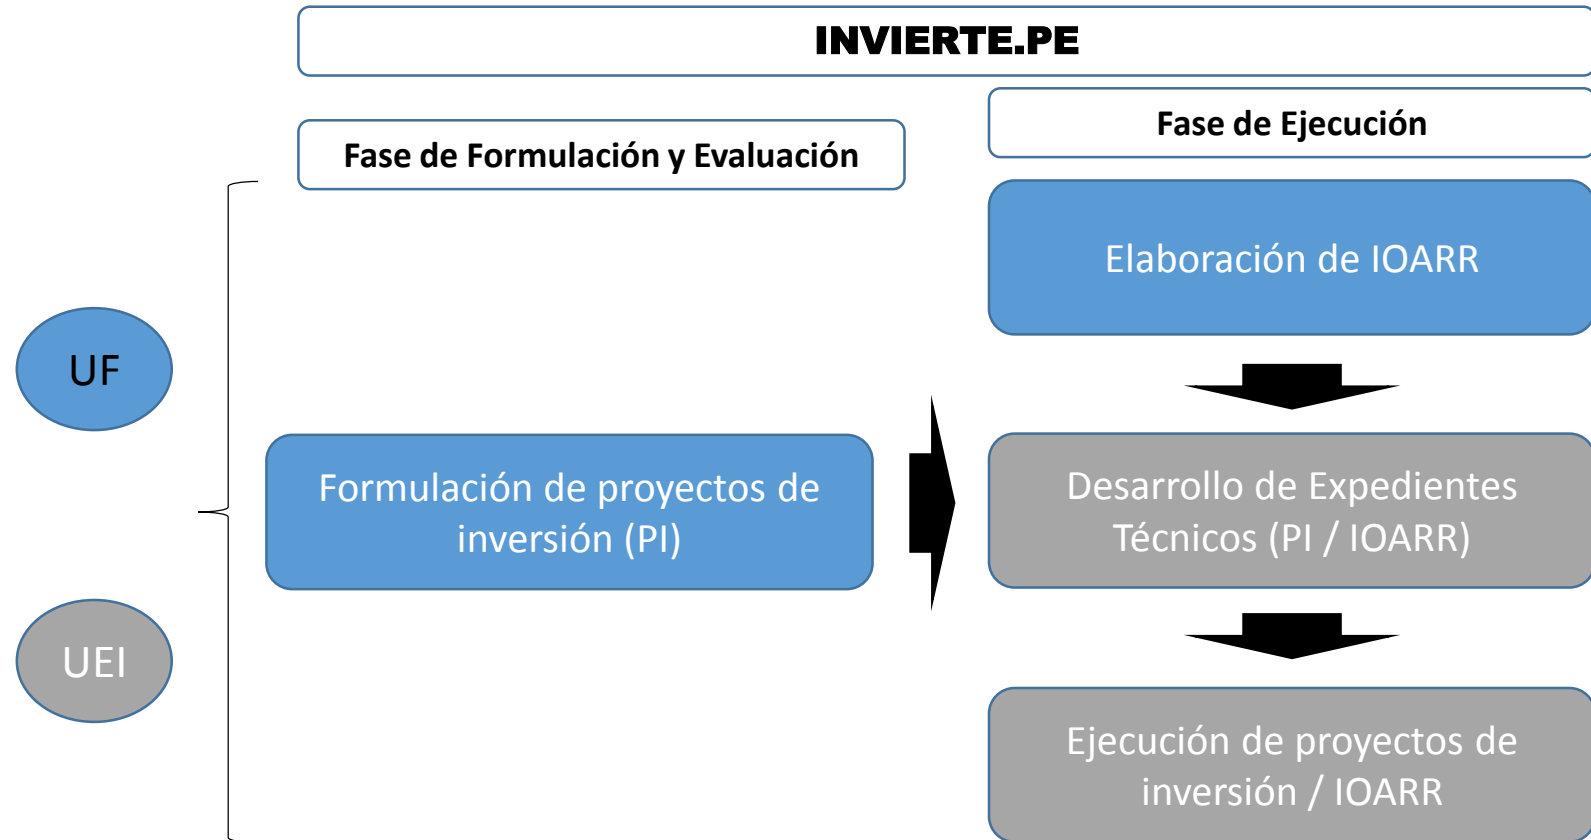 INVIERTE.PE
Fase de Formulación y Evaluación
Fase de Ejecución
Elaboración de IOARR
UF
Formulación de proyectos de
inversión (PI)
Desarrollo de Expedientes
Técnicos (PI / IOARR)
UEI
Ejecución de proyectos de
inversión / IOARR